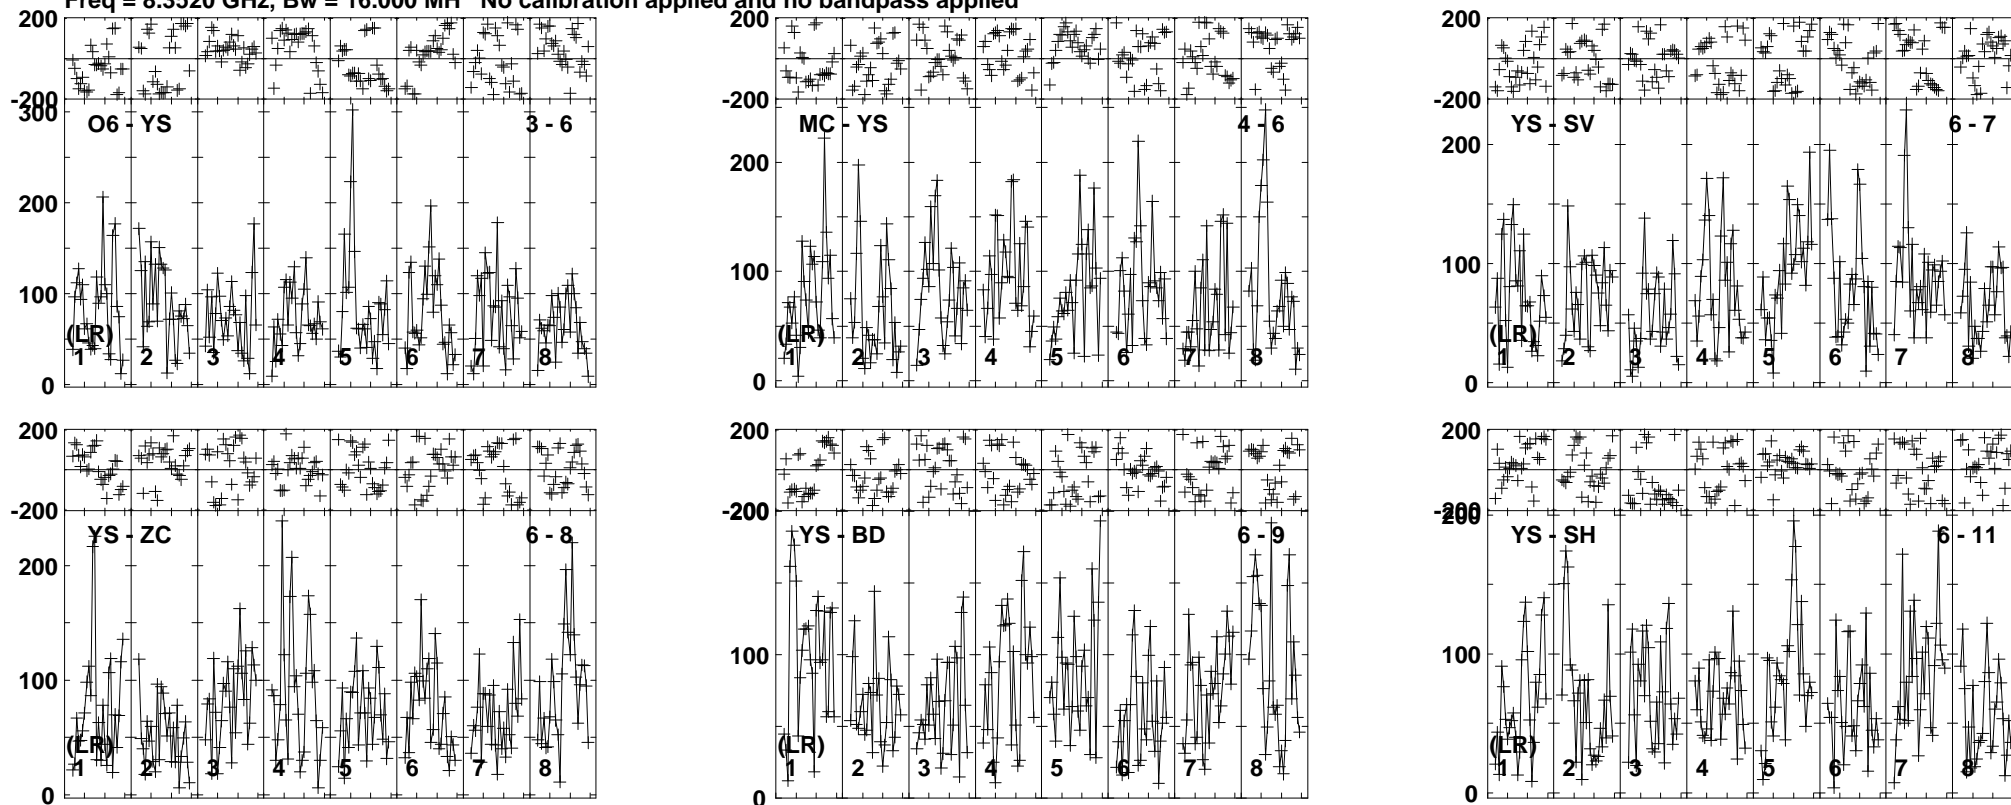 Freq = 8.3520 GHz, Bw = 16.000 MH No calibration applied and no bandpass applied
200 200 200
-200 -200 -200
300 O6 - YS 3 - 6 MC - YS 4 - 6 YS - SV 6 - 7
200 200 200
100 100 100
(LR) (LR) (LR)
1 2 3 4 5 6 7 8 1 2 3 4 5 6 7 8 1 2 3 4 5 6 7 8
0 0 0
200 200 200
-200 -200 -200
YS - ZC 6 - 8 200 YS - BD 6 - 9 200 YS - SH 6 - 11
200
100 100 100
(LR) (LR) (LR)
1 2 3 4 5 6 7 8 1 2 3 4 5 6 7 8 1 2 3 4 5 6 7 8
0 0 0